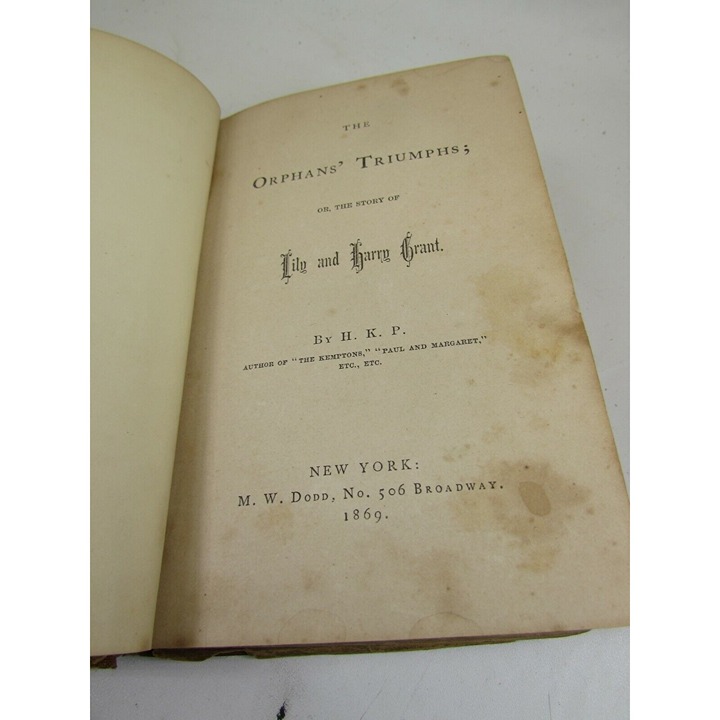 THE
ORPHANS' TRIUMPHS;
OR, THE STORY OF
Lily and Harry Grant.
BY H. K. P.
AUTHOR OF "THE KEMPTONS," "PAUL AND MARGARET,"
ETC., ETC.
NEW YORK:
M. W. DODD, No. 506 BROADWAY.
1869.